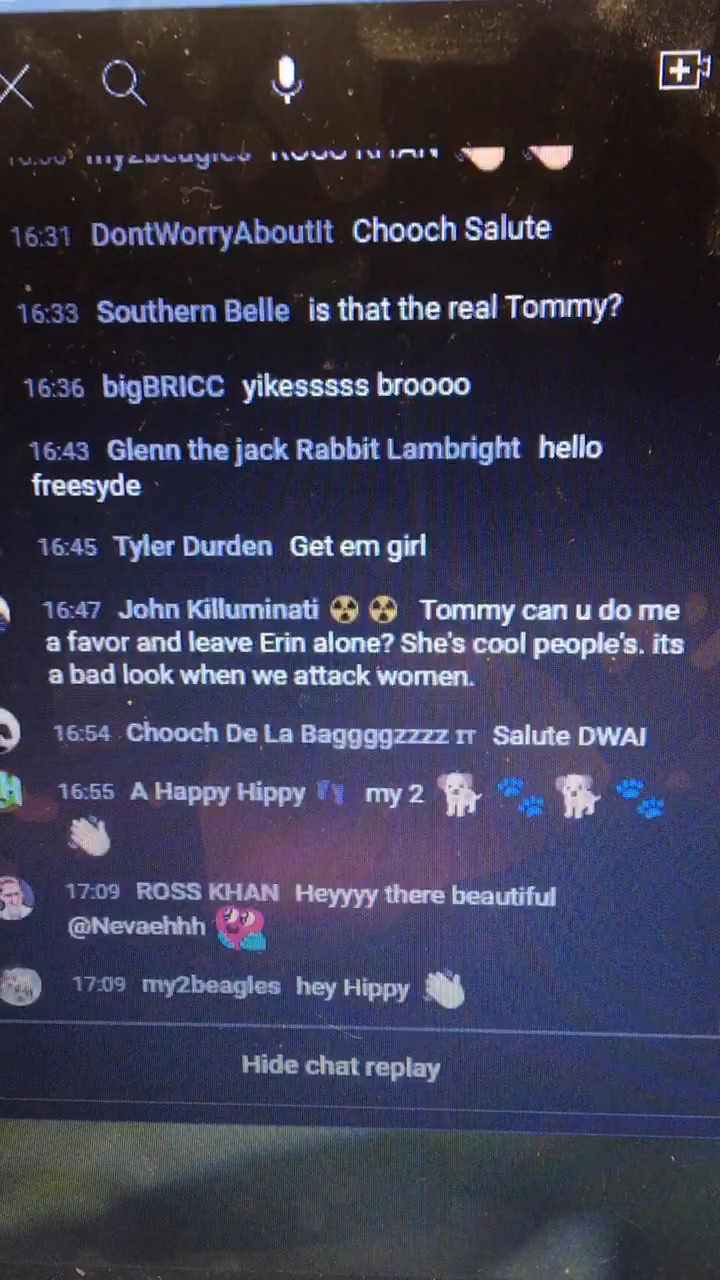 my2beagles ROSS KHAN
16:31 DontWorryAboutIt Chooch Salute
16:33 Southern Belle is that the real Tommy?
16:36 bigBRICC yikesssss broooo
16:43 Glenn the jack Rabbit Lambright hello
freesyde
16:45 Tyler Durden Get em girl
16:47 John Killuminati ☢️ ☢️ Tommy can u do me
a favor and leave Erin alone? She's cool people's. its
a bad look when we attack women.
16:54 Chooch De La Baggggzzzz Salute DWAI
16:55 A Happy Hippy my 2 🐕 🐾 🐕 🐾
👋
17:09 ROSS KHAN Heyyyy there beautiful
@Nevaehhh
17:09 my2beagles hey Hippy 👋
Hide chat replay